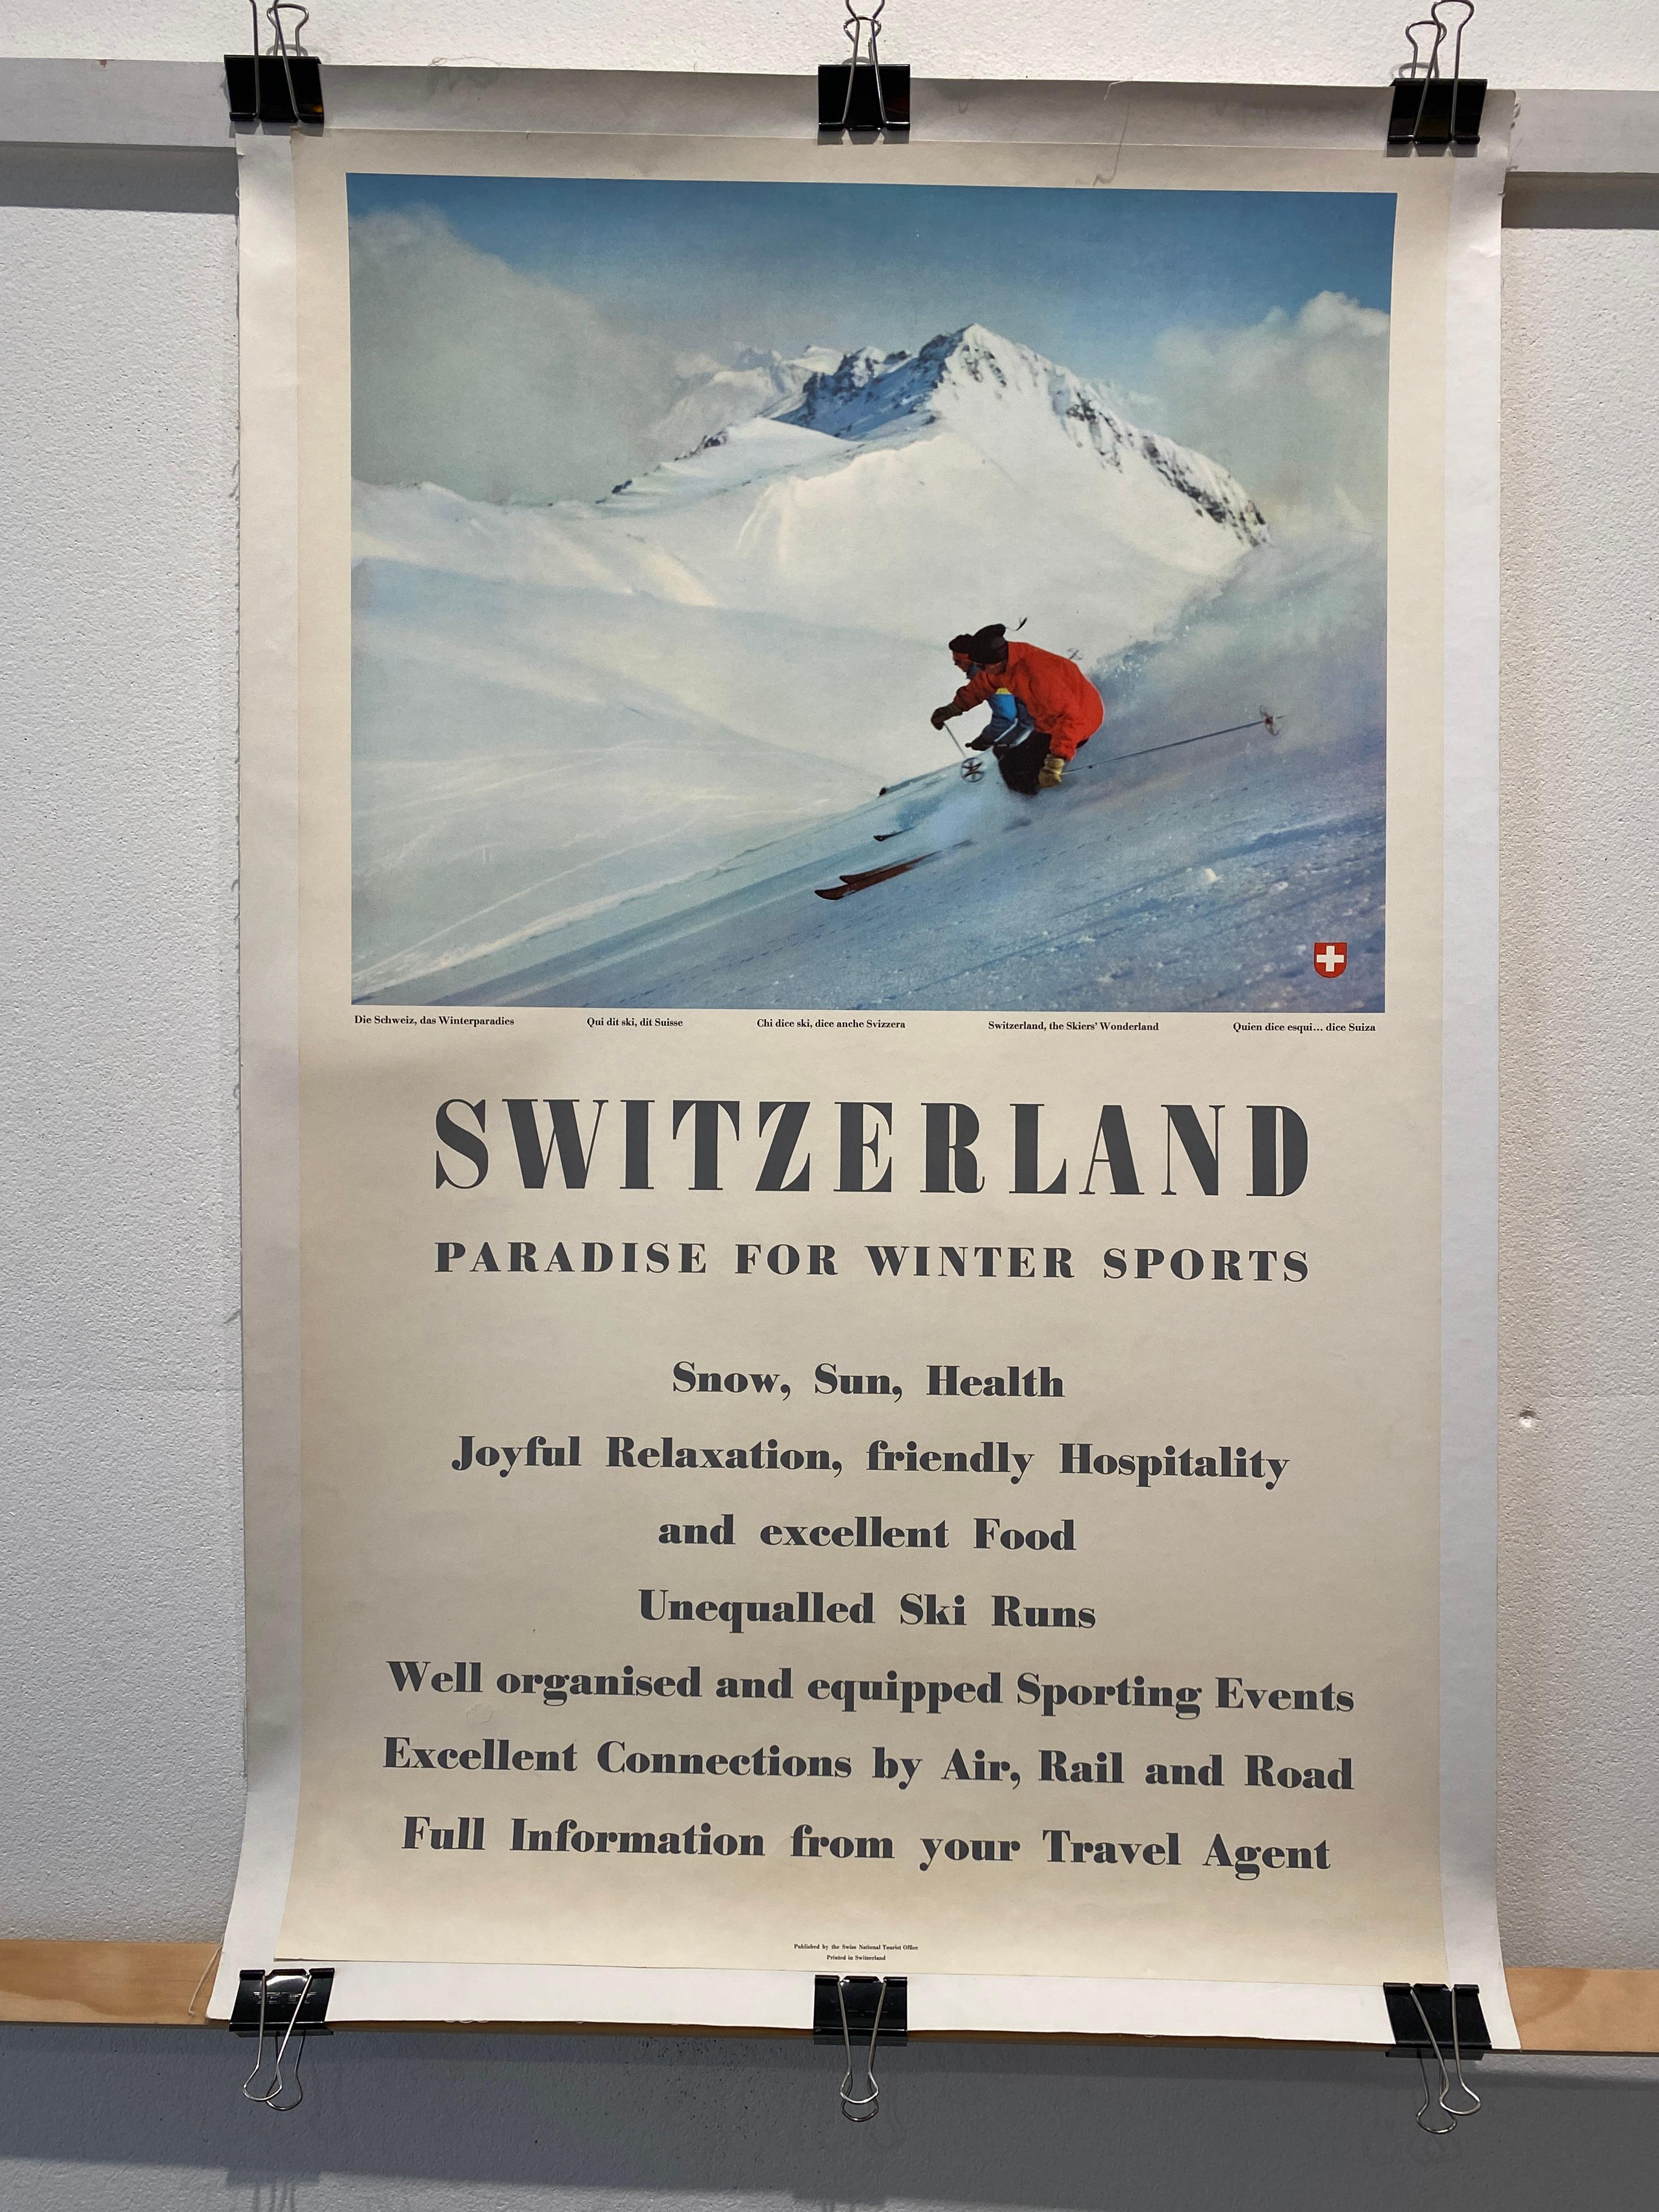 Die Schweiz, das Winterparadies
Qui dit ski, dit Suisse
Chi dice ski, dice anche Svizzera
Switzerland, the Skiers' Wonderland
Quien dice esqui... dice Suiza
SWITZERLAND
PARADISE FOR WINTER SPORTS
Snow, Sun, Health
Joyful Relaxation, friendly Hospitality
and excellent Food
Unequalled Ski Runs
Well organised and equipped Sporting Events
Excellent Connections by Air, Rail and Road
Full Information from your Travel Agent
Published by the Swiss National Tourist Office
Printed in Switzerland